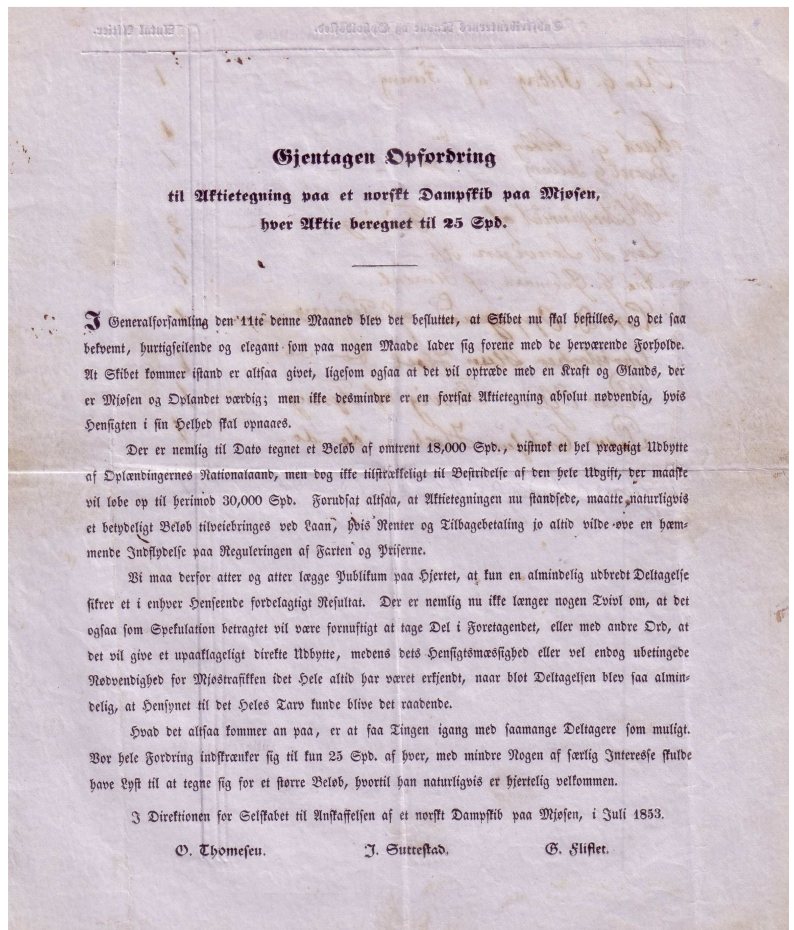 Gjentagen Opfordring
til Aktietegning paa et norskt Dampskib paa Mjøsen,
hver Aktie beregnet til 25 Spd.
I Generalforsamling den 11te denne Maaned blev det besluttet, at Skibet nu skal bestilles, og det saa
bekvemt, hurtigseilende og elegant som paa nogen Maade lader sig forene med de herværende Forholde.
At Skibet kommer istand er altsaa givet, ligesom ogsaa at det vil optræde med en Kraft og Glands, der
er Mjøsen og Oplandet værdig; men ikke desmindre er en fortsat Aktietegning absolut nødvendig, hvis
Hensigten i sin Helhed skal opnaaes.
Der er nemlig til Dato tegnet et Beløb af omtrent 18,000 Spd., vistnok et hel prægtigt Udbytte
af Oplændingernes Nationalaand, men dog ikke tilstrækkeligt til Bestridelse af den hele Udgift, der maaske
vil løbe op til herimod 30,000 Spd. Forudsat altsaa, at Aktietegningen nu standsede, maatte naturligvis
et betydeligt Beløb tilveiebringes ved Laan, hvis Renter og Tilbagebetaling jo altid vilde øve en hæm-
mende Indflydelse paa Reguleringen af Farten og Priserne.
Vi maa derfor atter og atter lægge Publikum paa Hjertet, at kun en almindelig udbredt Deltagelse
sikrer et i enhver Henseende fordelagtigt Resultat. Der er nemlig nu ikke længer nogen Tvivl om, at det
ogsaa som Spekulation betragtet vil være fornuftigt at tage Del i Foretagendet, eller med andre Ord, at
det vil give et upaaklageligt direkte Udbytte, medens dets Hensigtsmæssighed eller vel endog ubetingede
Nødvendighed for Mjøstrafikken idet Hele altid har været erkjendt, naar blot Deltagelsen blev saa almin-
delig, at Hensynet til det Heles Tarv kunde blive det raadende.
Hvad det altsaa kommer an paa, er at faa Tingen igang med saamange Deltagere som muligt.
Vor hele Fordring indskrænker sig til kun 25 Spd. af hver, med mindre Nogen af særlig Interesse skulde
have Lyst til at tegne sig for et større Beløb, hvortil han naturligvis er hjertelig velkommen.
I Direktionen for Selskabet til Anskaffelsen af et norskt Dampskib paa Mjøsen, i Juli 1853.
O. Thomesen. J. Suttestad. G. Fliflet.